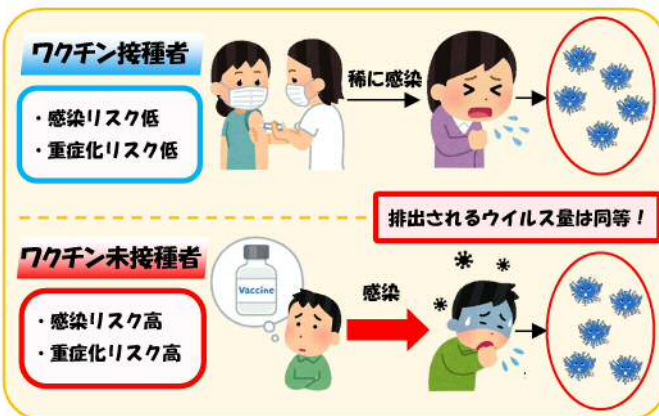 ワクチン接種者
・感染リスク低
・重症化リスク低
稀に感染
排出されるウイルス量は同等！
ワクチン未接種者
・感染リスク高
・重症化リスク高
Vaccine
感染